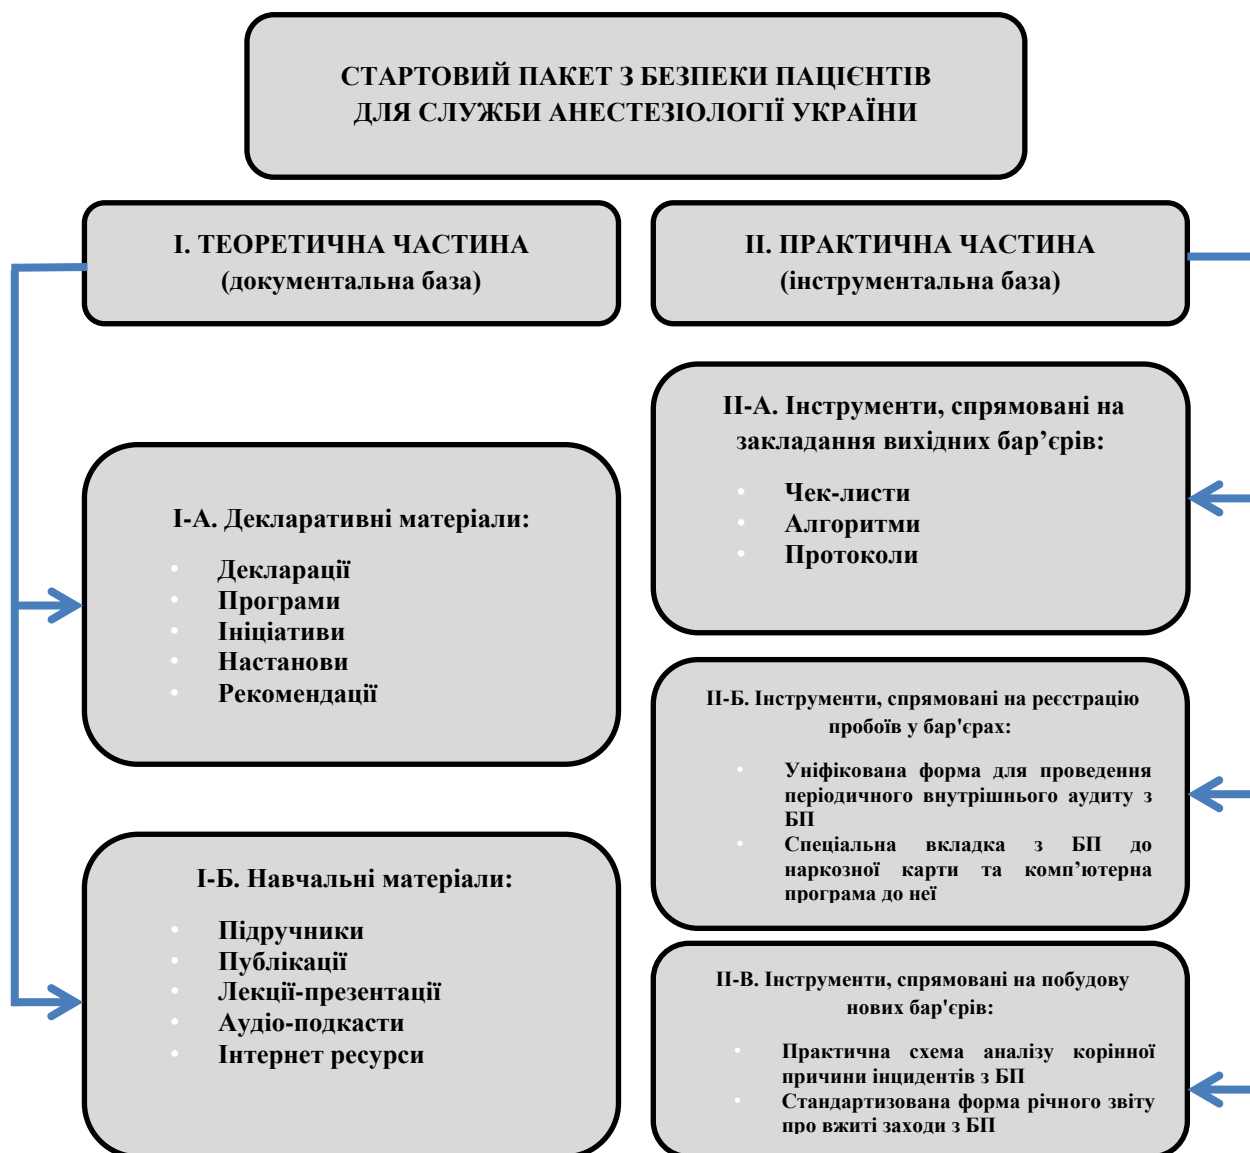 СТАРТОВИЙ ПАКЕТ З БЕЗПЕКИ ПАЦІЄНТІВ
ДЛЯ СЛУЖБИ АНЕСТЕЗІОЛОГІЇ УКРАЇНИ
І. ТЕОРЕТИЧНА ЧАСТИНА
(документальна база)
І-А. Декларативні матеріали:
Декларації
Програми
Ініціативи
Настанови
Рекомендації
І-Б. Навчальні матеріали:
Підручники
Публікації
Лекції-презентації
Аудіо-подкасти
Інтернет ресурси
ІІ. ПРАКТИЧНА ЧАСТИНА
(інструментальна база)
ІІ-А. Інструменти, спрямовані на
закладання вихідних бар’єрів:
Чек-листи
Алгоритми
Протоколи
ІІ-Б. Інструменти, спрямовані на реєстрацію
пробоїв у бар'єрах:
Уніфікована форма для проведення
періодичного внутрішнього аудиту з
БП
Спеціальна вкладка з БП до
наркозної карти та комп’ютерна
програма до неї
ІІ-В. Інструменти, спрямовані на побудову
нових бар'єрів:
Практична схема аналізу корінної
причини інцидентів з БП
Стандартизована форма річного звіту
про вжиті заходи з БП